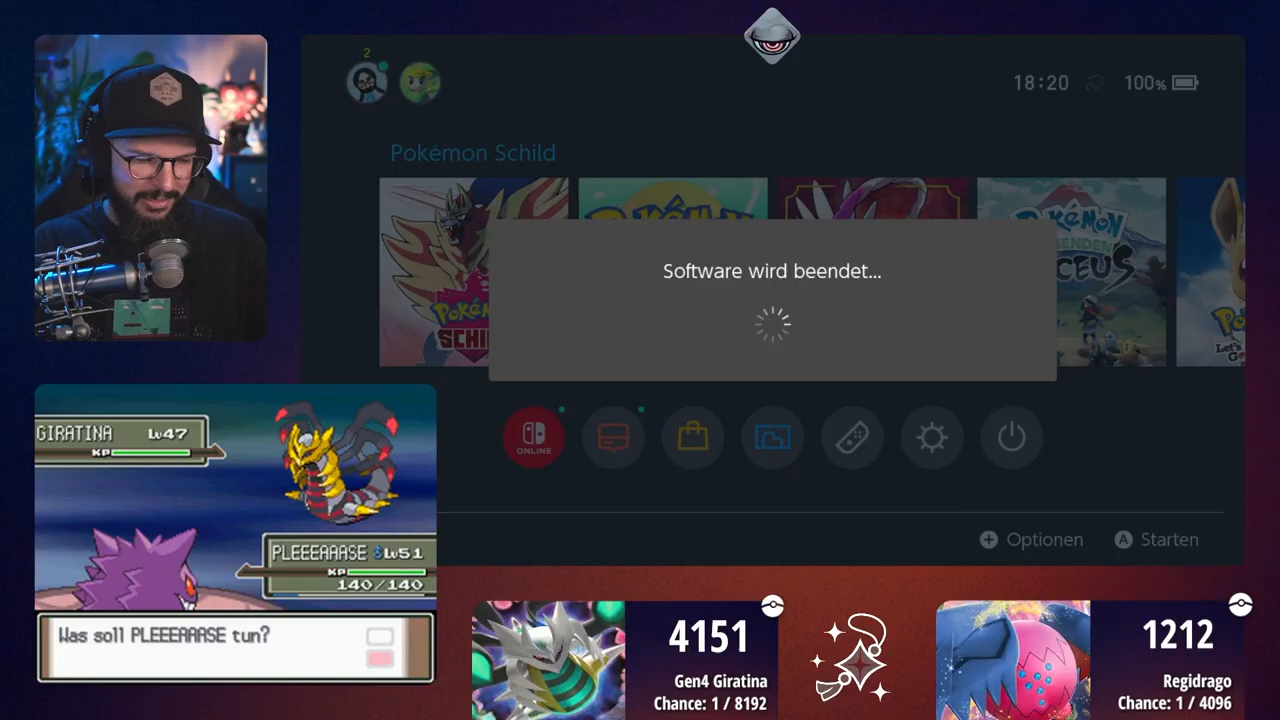 2
18:20
100%
Pokémon Schild
Software wird beendet...
ONLINE
Optionen
Starten
GIRATINA Lv47
KP
PLEEEAAASE ♂Lv51
KP
140/140
Was soll PLEEEAAASE tun?
4151
Gen4 Giratina
Chance: 1 / 8192
1212
Regidrago
Chance: 1 / 4096